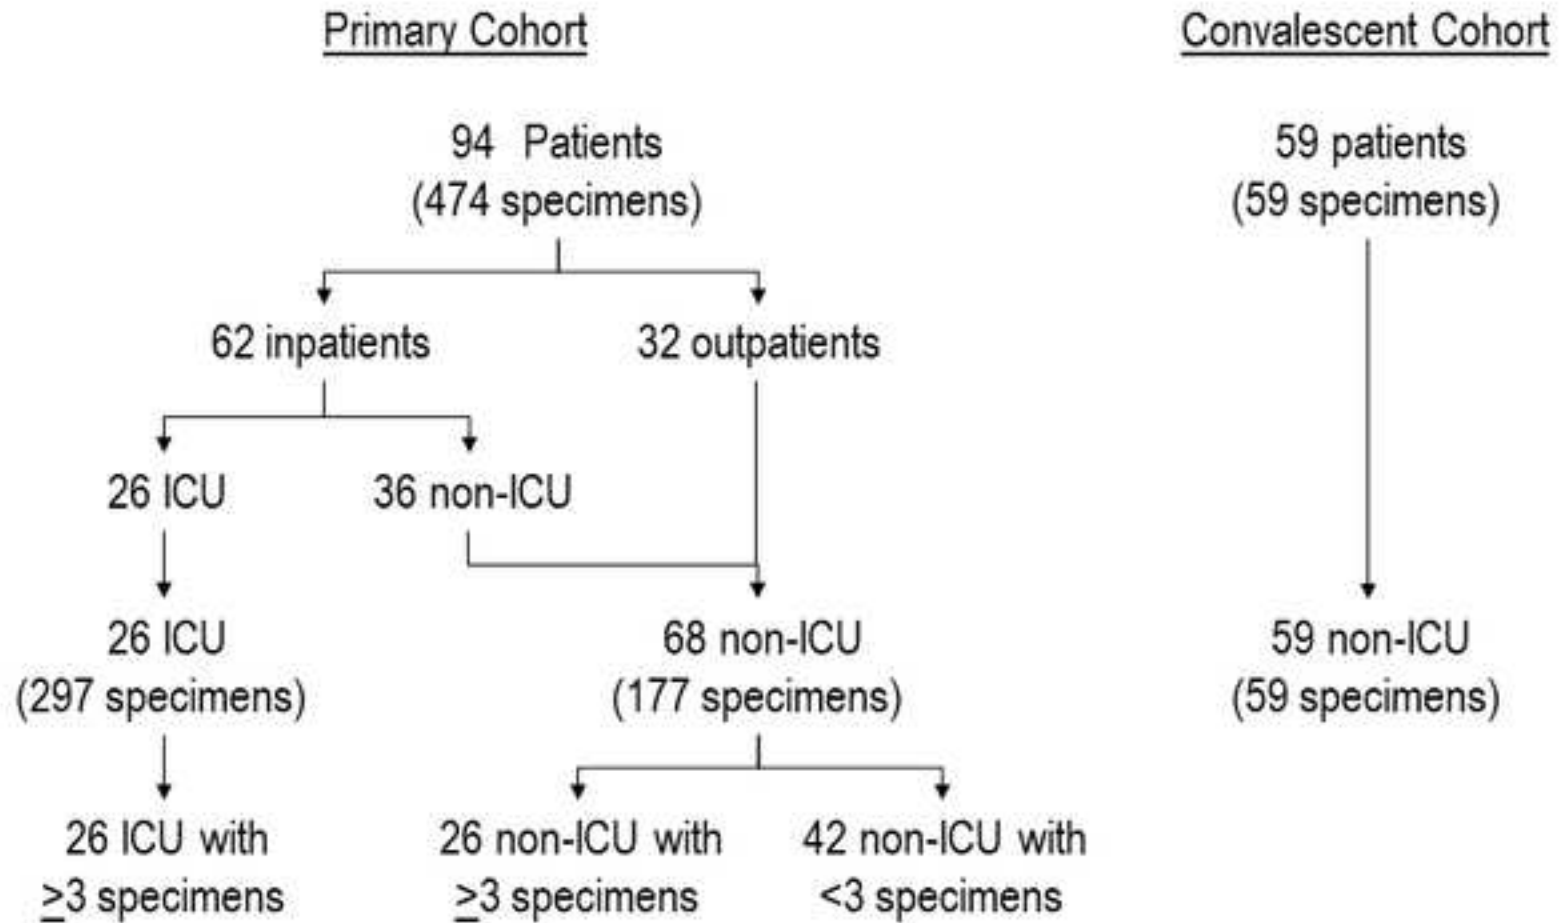 Primary Cohort
Convalescent Cohort
94 Patients
(474 specimens)
59 patients
(59 specimens)
62 inpatients
32 outpatients
26 ICU
36 non-ICU
26 ICU
(297 specimens)
68 non-ICU
(177 specimens)
59 non-ICU
(59 specimens)
26 ICU with
≥3 specimens
26 non-ICU with
≥3 specimens
42 non-ICU with
<3 specimens